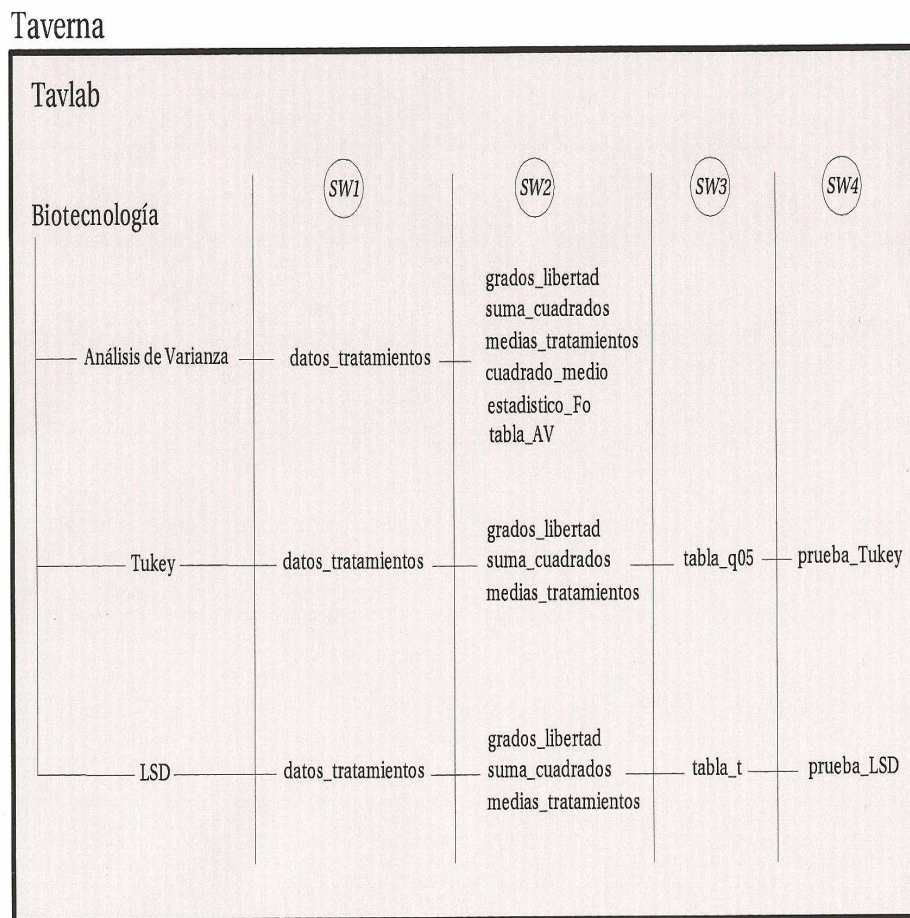 Taverna
Tavlab
SW1
SW2
SW3
SW4
Biotecnología
grados_libertad
suma_cuadrados
medias_tratamientos
cuadrado_medio
estadistico_Fo
tabla_AV
Análisis de Varianza
datos_tratamientos
Tukey
datos_tratamientos
grados_libertad
suma_cuadrados
medias_tratamientos
tabla_q05
prueba_Tukey
LSD
datos_tratamientos
grados_libertad
suma_cuadrados
medias_tratamientos
tabla_t
prueba_LSD